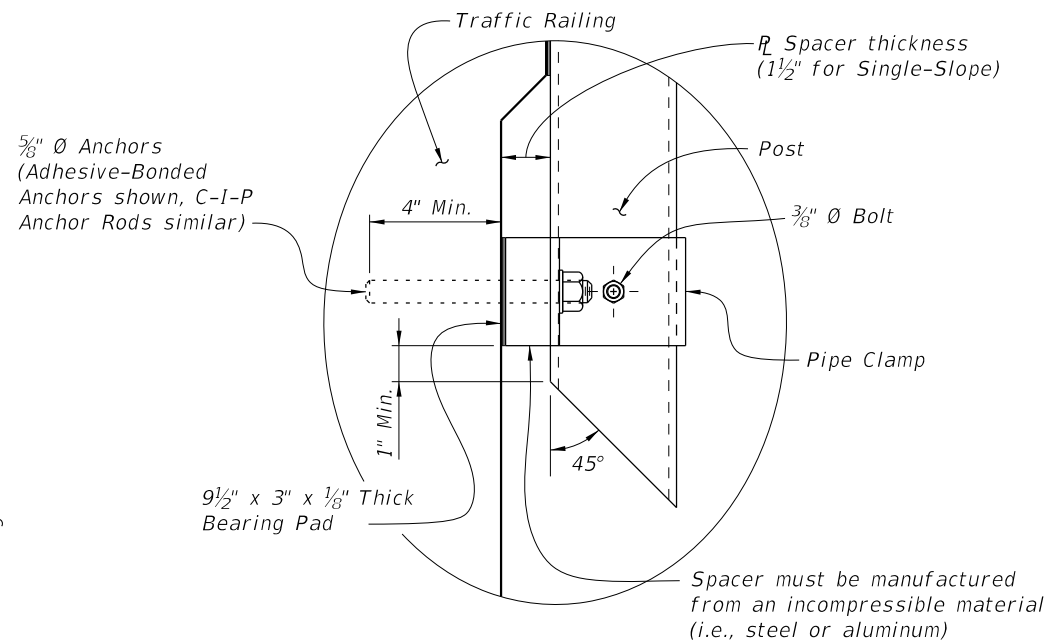 Traffic Railing
℄ Spacer thickness
(1½" for Single-Slope)
⅝" Ø Anchors
(Adhesive-Bonded
Anchors shown, C-I-P
Anchor Rods similar)
Post
4" Min.
⅜" Ø Bolt
Pipe Clamp
1" Min.
45°
9½" x 3" x ⅛" Thick
Bearing Pad
Spacer must be manufactured
from an incompressible material
(i.e., steel or aluminum)